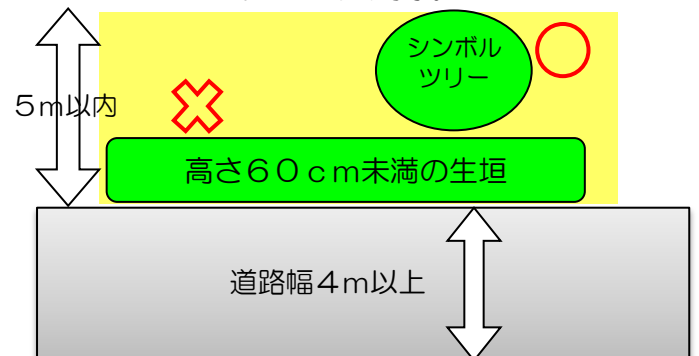 シンボル
ツリー
5m以内
高さ60cm未満の生垣
道路幅4m以上